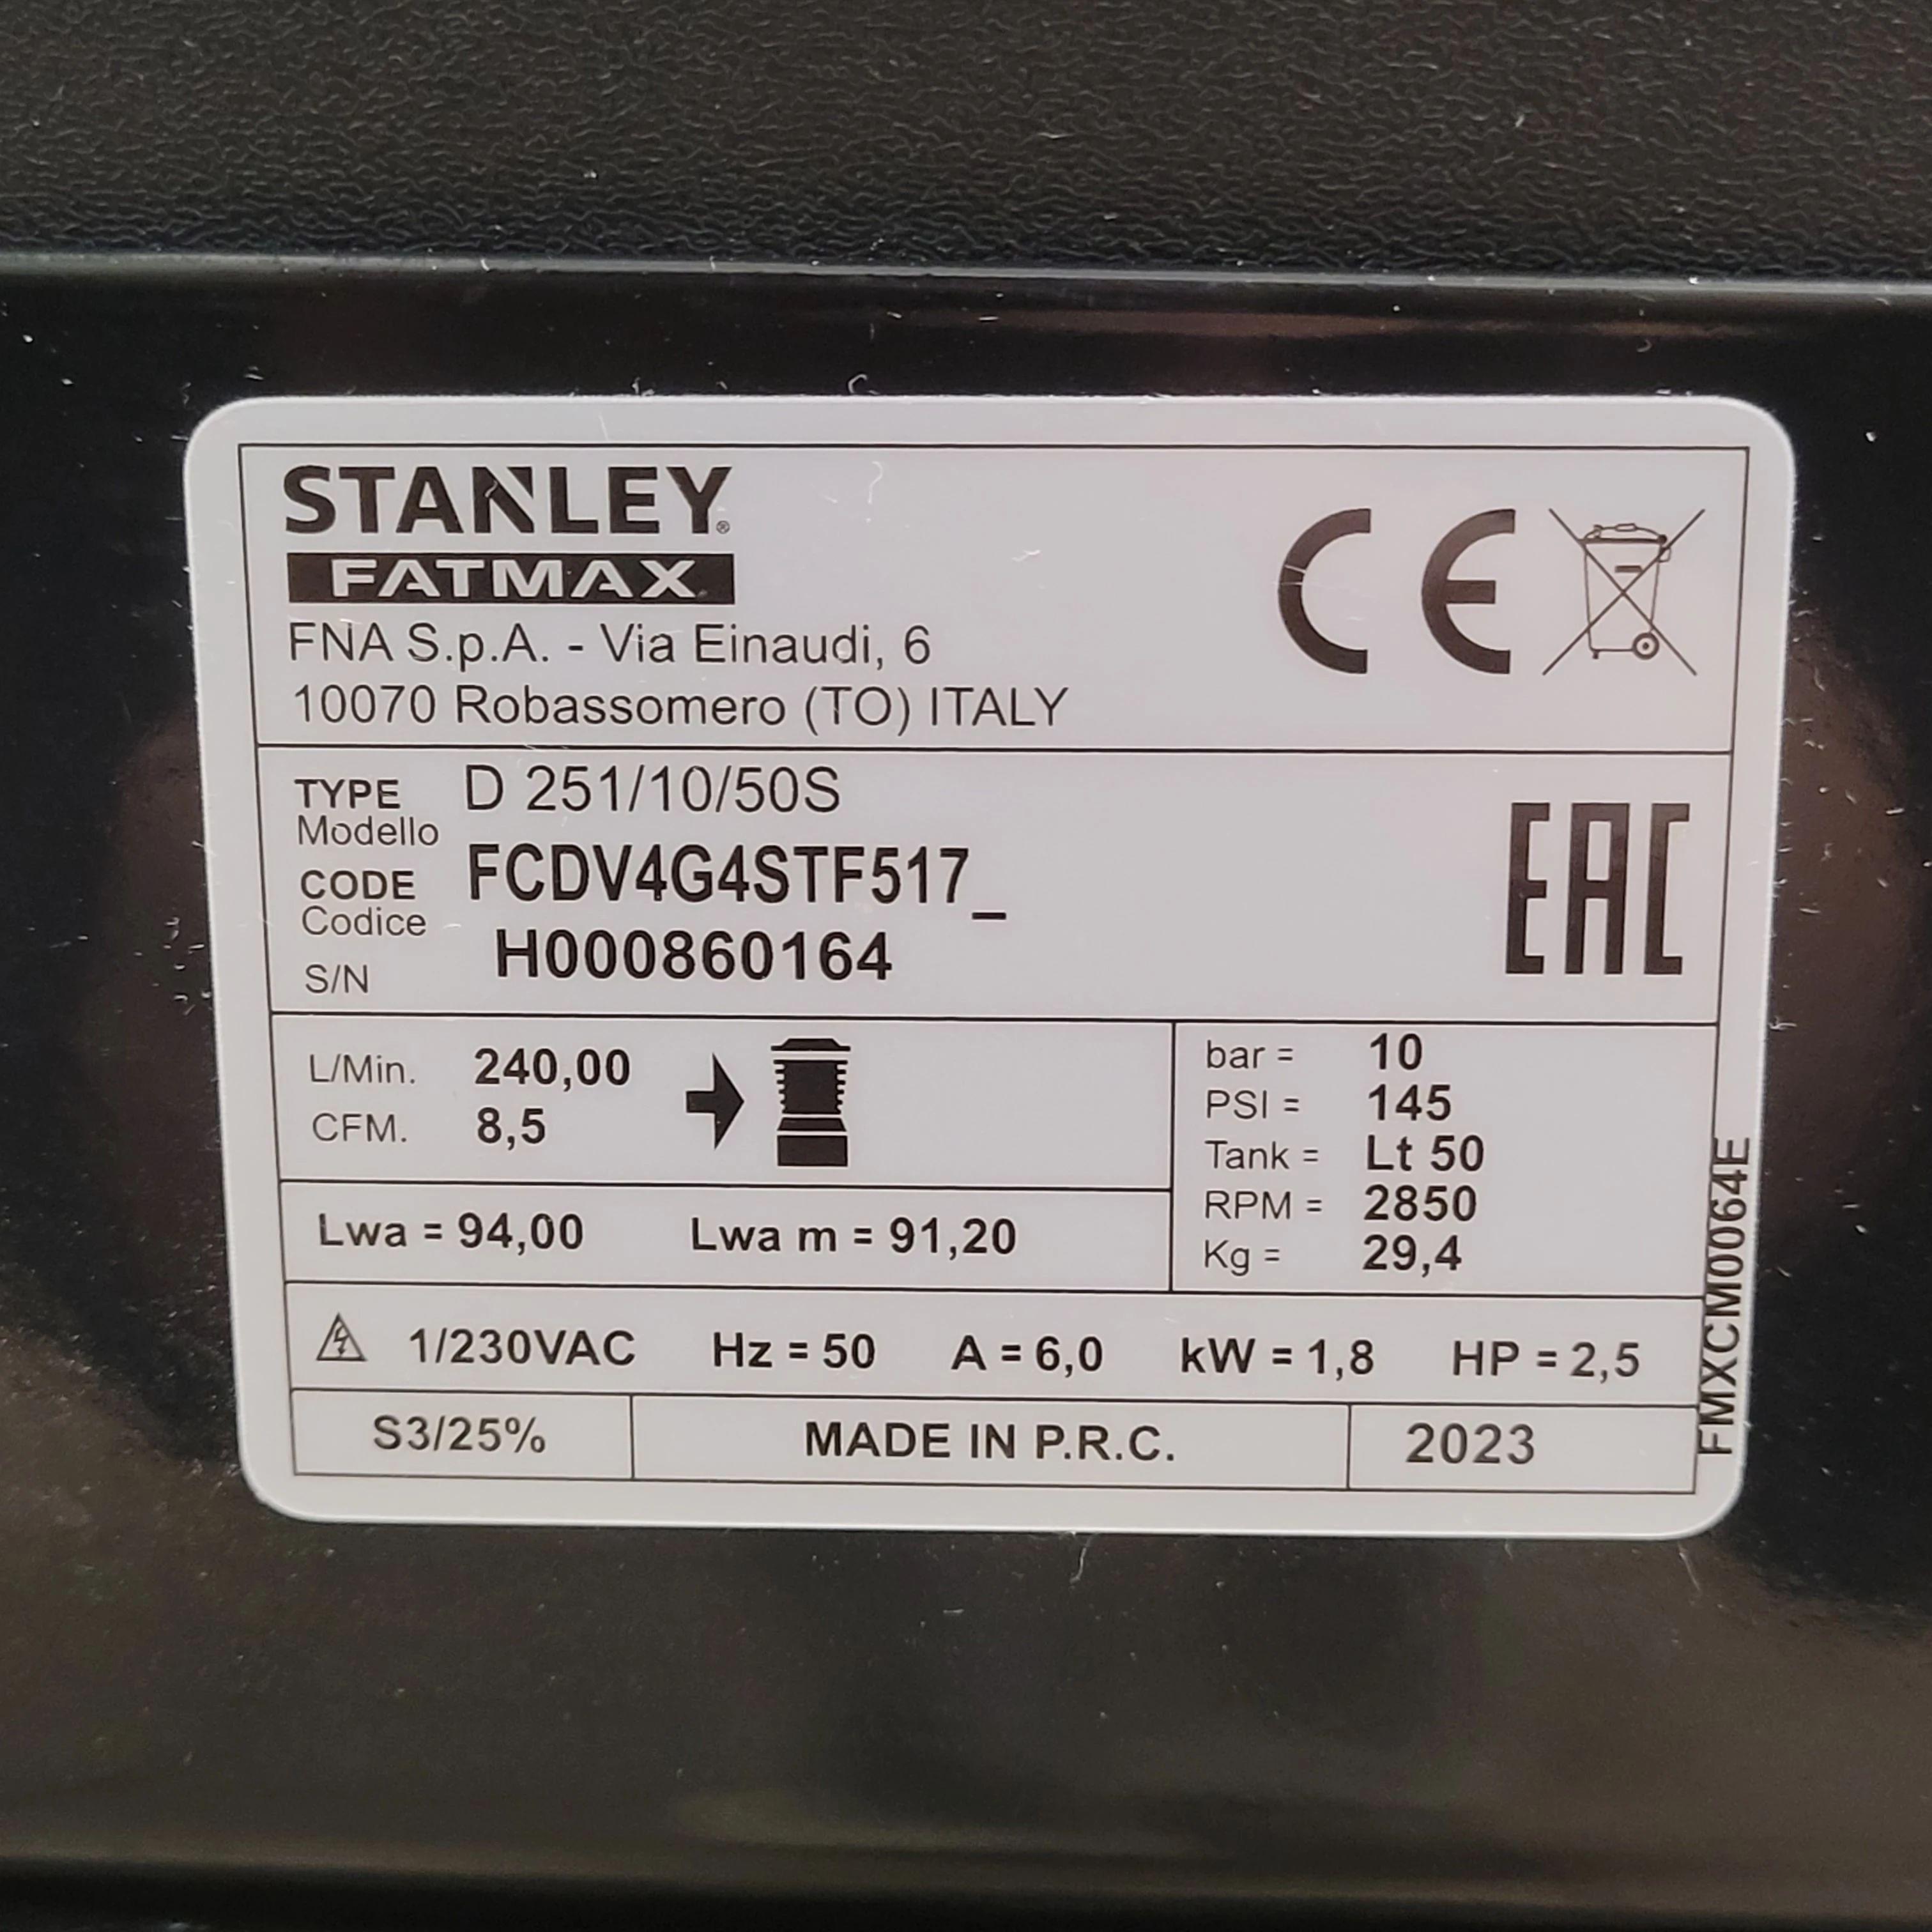 STANLEY®
FATMAX
FNA S.p.A. - Via Einaudi, 6
10070 Robassomero (TO) ITALY
CE
TYPE D 251/10/50S
Modello
CODE FCDV4G4STF517_
Codice
S/N H000860164
EAC
L/Min. 240,00
CFM. 8,5
bar = 10
PSI = 145
Tank = Lt 50
RPM = 2850
Kg = 29,4
Lwa = 94,00 Lwa m = 91,20
1/230VAC Hz = 50 A = 6,0 kW = 1,8 HP = 2,5
S3/25% MADE IN P.R.C. 2023
FMXCM0064E